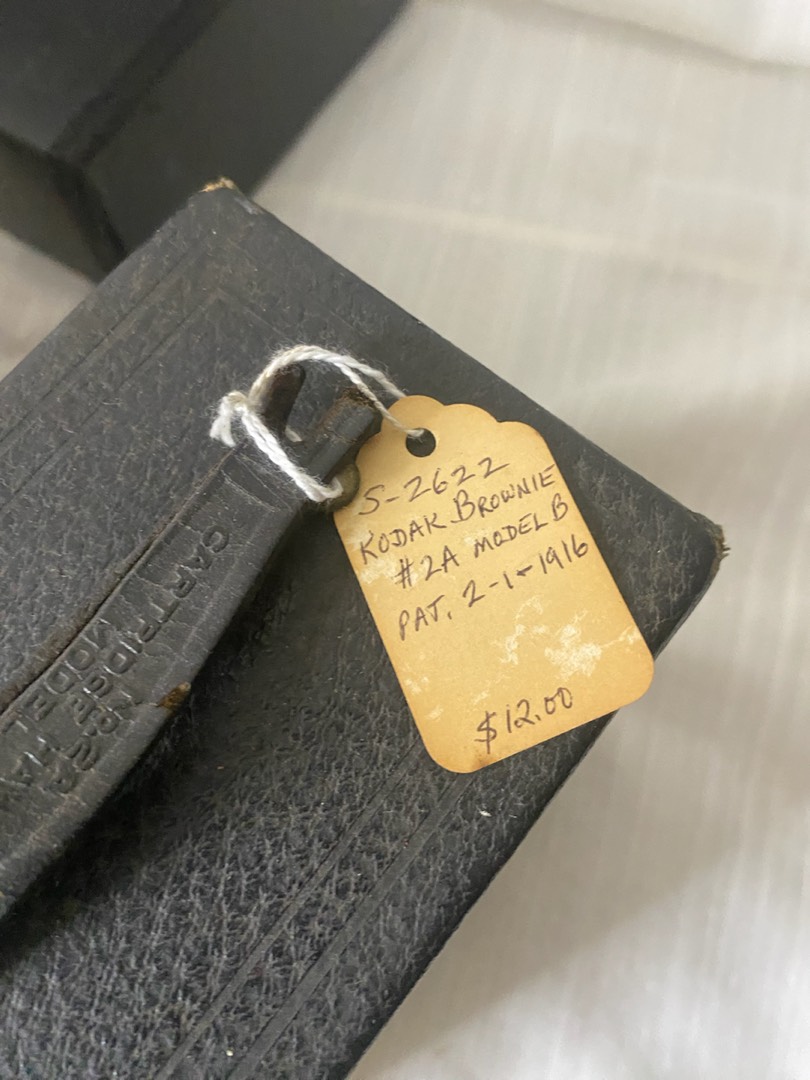 S-2622
KODAK BROWNIE
#2A MODEL B
PAT. 2-1-1916
$12.00
CARTRIDGE
MODEL